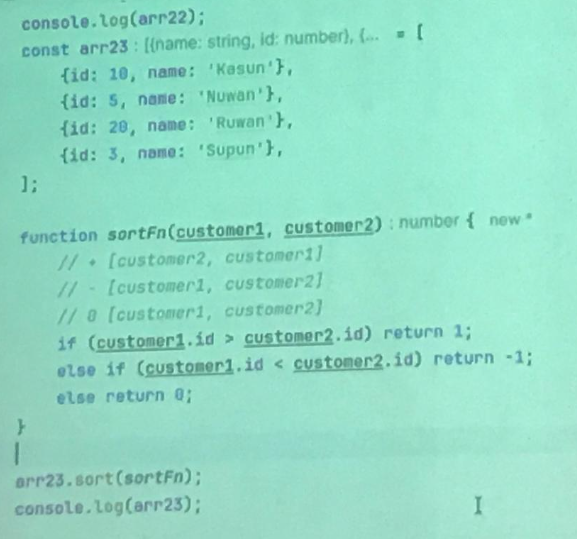 console.log(arr22);
const arr23 : [{name: string, id: number}, {... = [
    {id: 10, name: 'Kasun'},
    {id: 5, name: 'Nuwan'},
    {id: 20, name: 'Ruwan'},
    {id: 3, name: 'Supun'},
];
function sortFn(customer1, customer2) : number { new *
    // + [customer2, customer1]
    // - [customer1, customer2]
    // 0 [customer1, customer2]
    if (customer1.id > customer2.id) return 1;
    else if (customer1.id < customer2.id) return -1;
    else return 0;
}
arr23.sort(sortFn);
console.log(arr23);